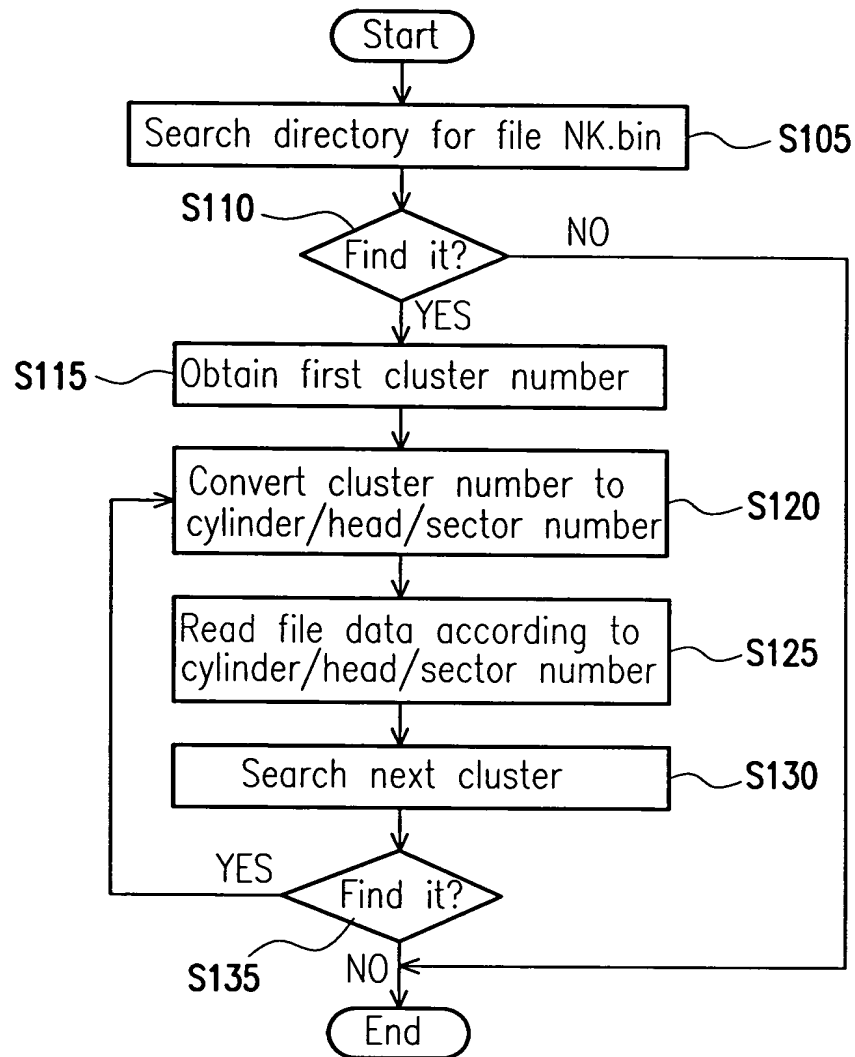 Start
Search directory for file NK.bin
S105
S110
Find it?
NO
YES
S115
Obtain first cluster number
Convert cluster number to
cylinder/head/sector number
S120
Read file data according to
cylinder/head/sector number
S125
Search next cluster
S130
YES
Find it?
S135
NO
End